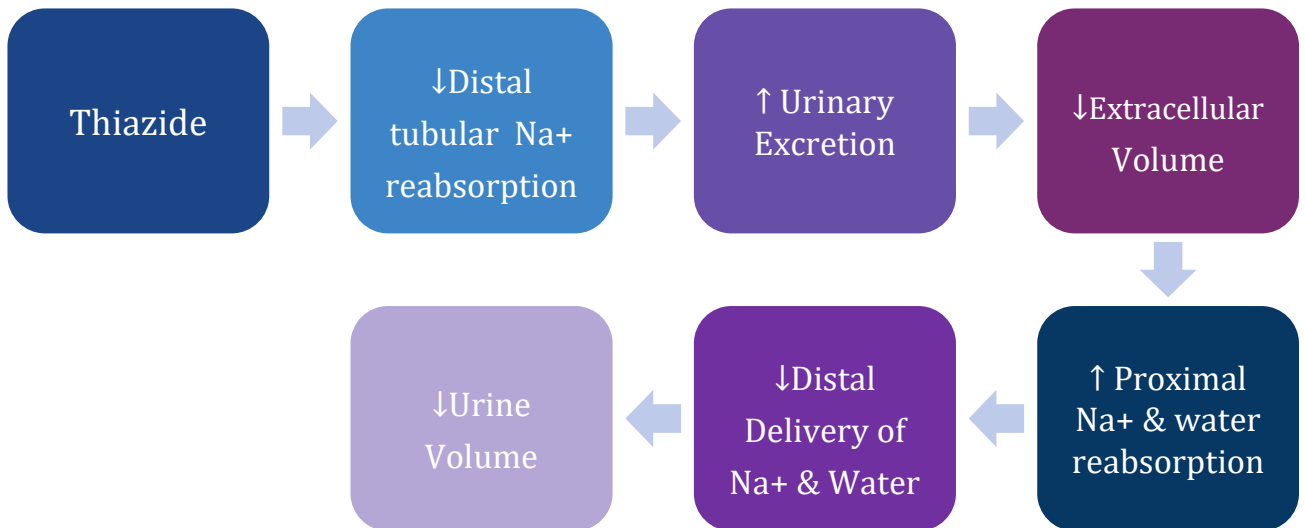 Thiazide
↓Distal
tubular Na+
reabsorption
↑ Urinary
Excretion
↓Extracellular
Volume
↑ Proximal
Na+ & water
reabsorption
↓Distal
Delivery of
Na+ & Water
↓Urine
Volume